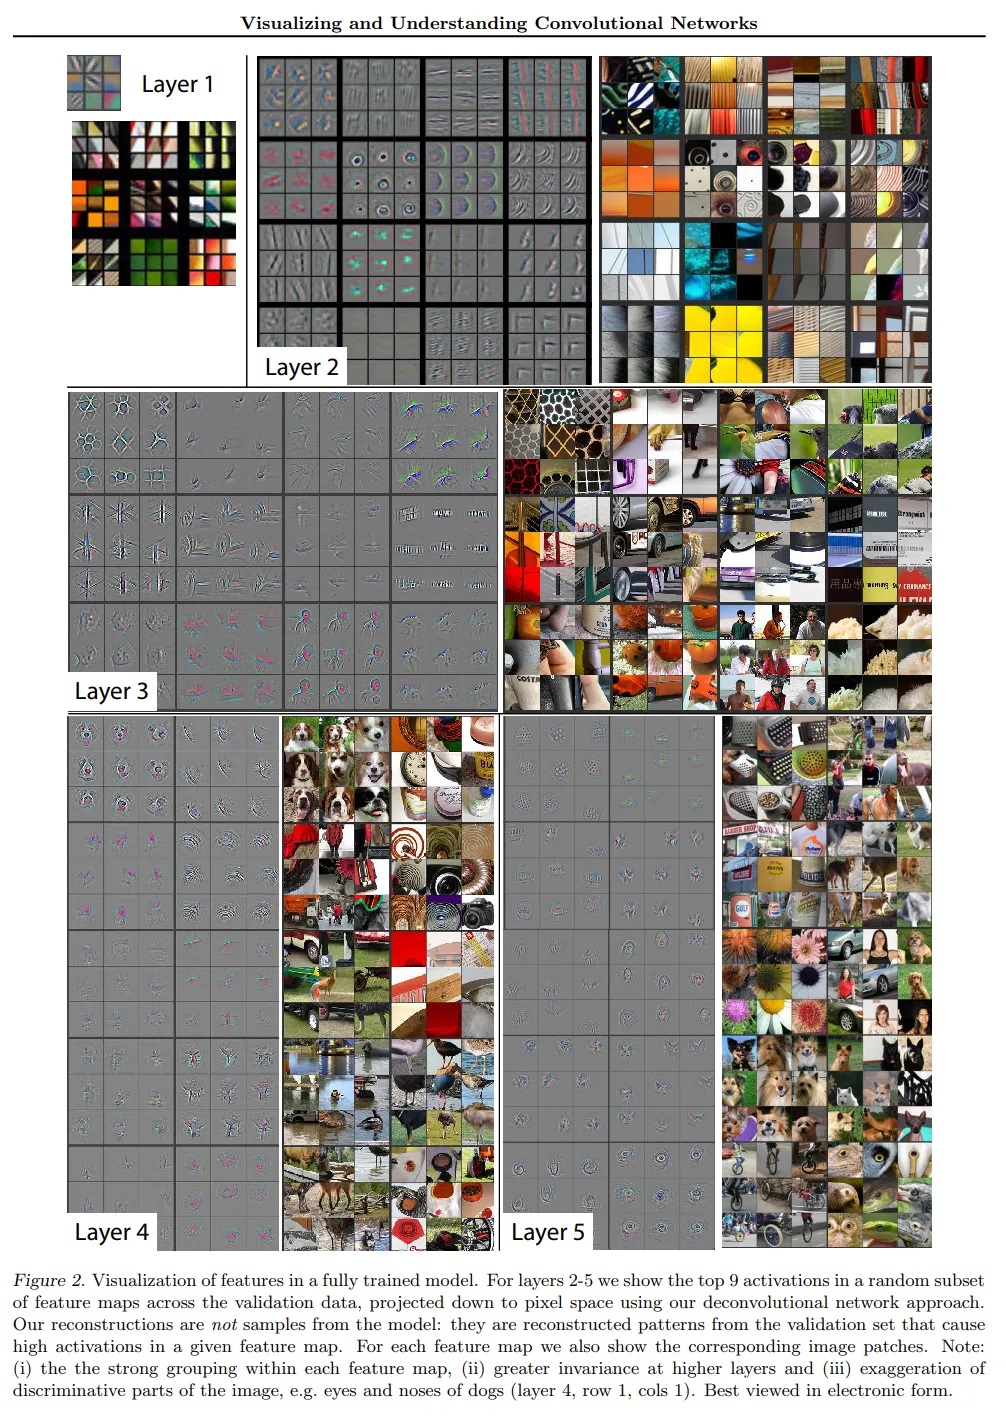 Visualizing and Understanding Convolutional Networks
Layer 1
Layer 2
Layer 3
Layer 4
Layer 5
Figure 2. Visualization of features in a fully trained model. For layers 2-5 we show the top 9 activations in a random subset
of feature maps across the validation data, projected down to pixel space using our deconvolutional network approach.
Our reconstructions are not samples from the model: they are reconstructed patterns from the validation set that cause
high activations in a given feature map. For each feature map we also show the corresponding image patches. Note:
(i) the the strong grouping within each feature map, (ii) greater invariance at higher layers and (iii) exaggeration of
discriminative parts of the image, e.g. eyes and noses of dogs (layer 4, row 1, cols 1). Best viewed in electronic form.